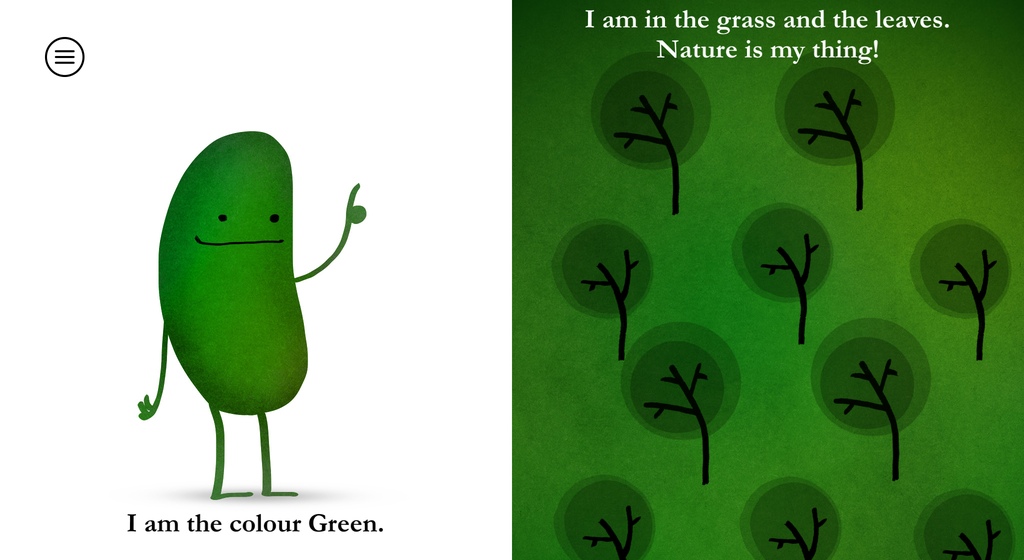 I am the colour Green.
I am in the grass and the leaves.
Nature is my thing!